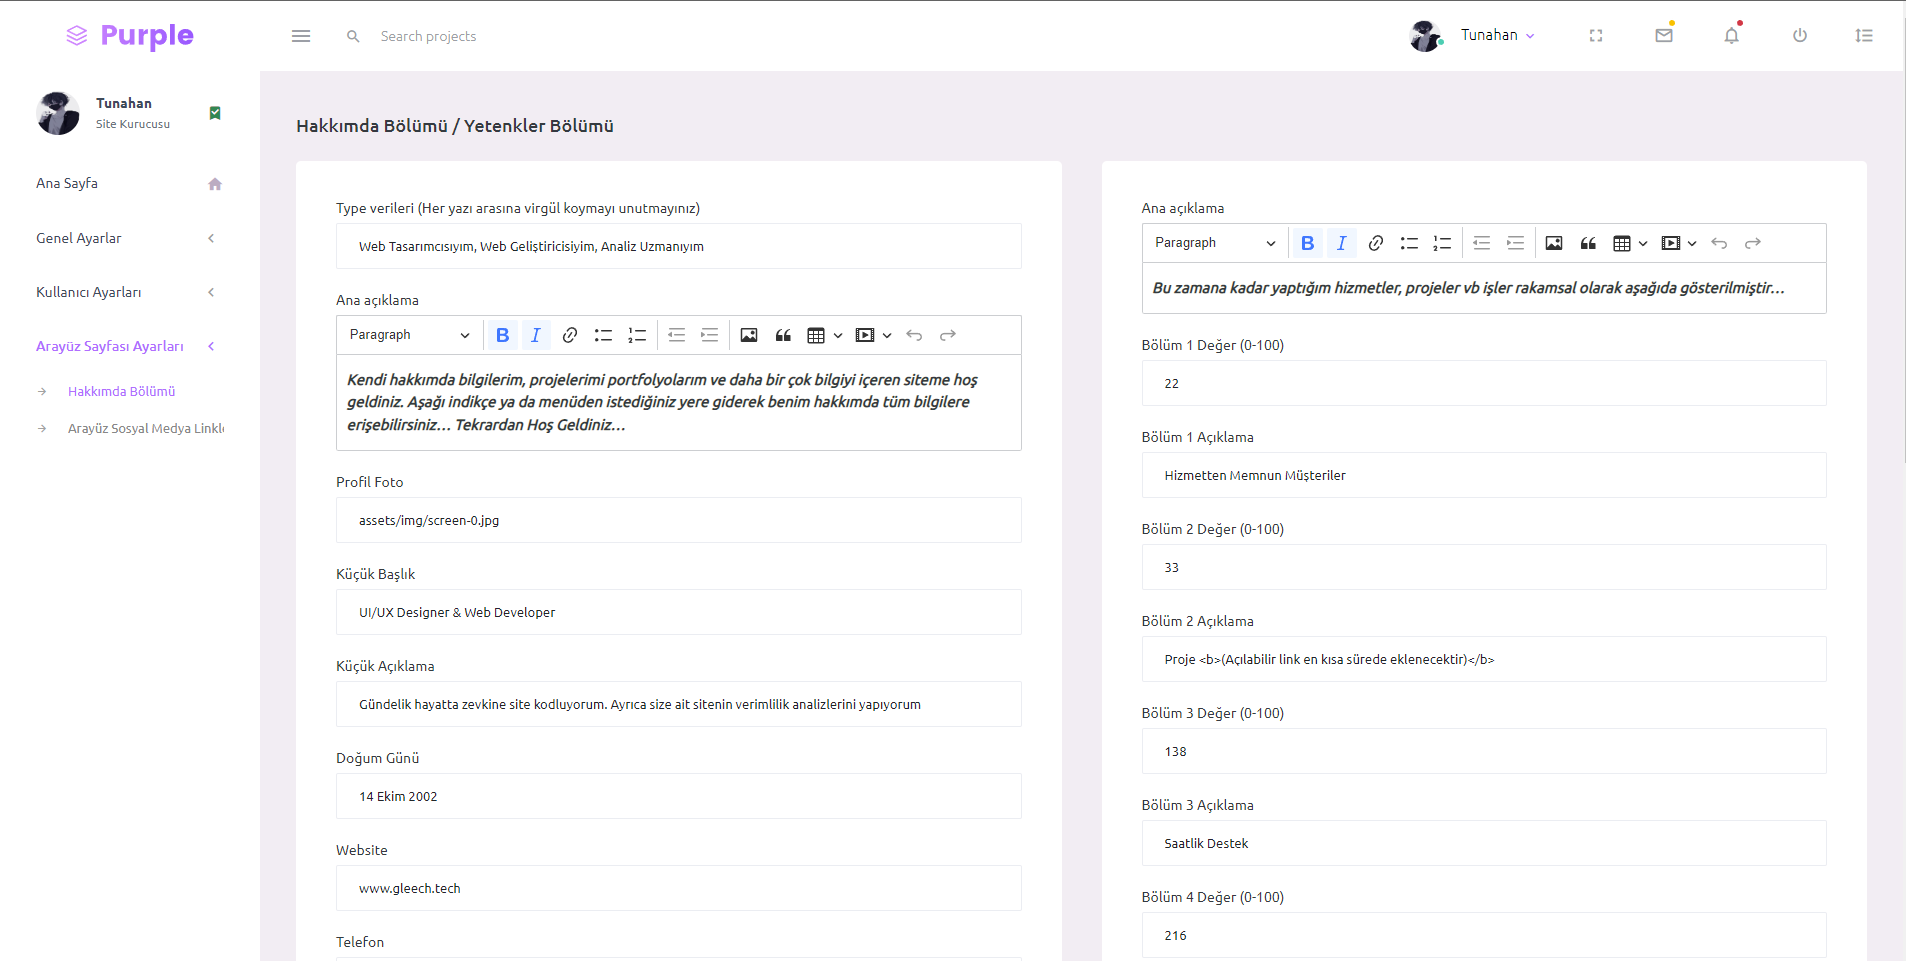 Purple
Search projects
Tunahan
Tunahan
Site Kurucusu
Ana Sayfa
Genel Ayarlar
Kullanıcı Ayarları
Arayüz Sayfası Ayarları
Hakkımda Bölümü
Arayüz Sosyal Medya Linkl
Hakkımda Bölümü / Yetenkler Bölümü
Type verileri (Her yazı arasına virgül koymayı unutmayınız)
Web Tasarımcısıyım, Web Geliştiricisiyim, Analiz Uzmanıyım
Ana açıklama
Paragraph
B I
Kendi hakkımda bilgilerim, projelerimi portfolyolarım ve daha bir çok bilgiyi içeren siteme hoş
geldiniz. Aşağı indikçe ya da menüden istediğiniz yere giderek benim hakkımda tüm bilgilere
erişebilirsiniz... Tekrardan Hoş Geldiniz...
Profil Foto
assets/img/screen-0.jpg
Küçük Başlık
UI/UX Designer & Web Developer
Küçük Açıklama
Gündelik hayatta zevkine site kodluyorum. Ayrıca size ait sitenin verimlilik analizlerini yapıyorum
Doğum Günü
14 Ekim 2002
Website
www.gleech.tech
Telefon
Ana açıklama
Paragraph
B I
Bu zamana kadar yaptığım hizmetler, projeler vb işler rakamsal olarak aşağıda gösterilmiştir...
Bölüm 1 Değer (0-100)
22
Bölüm 1 Açıklama
Hizmetten Memnun Müşteriler
Bölüm 2 Değer (0-100)
33
Bölüm 2 Açıklama
Proje <b>(Açılabilir link en kısa sürede eklenecektir)</b>
Bölüm 3 Değer (0-100)
138
Bölüm 3 Açıklama
Saatlik Destek
Bölüm 4 Değer (0-100)
216